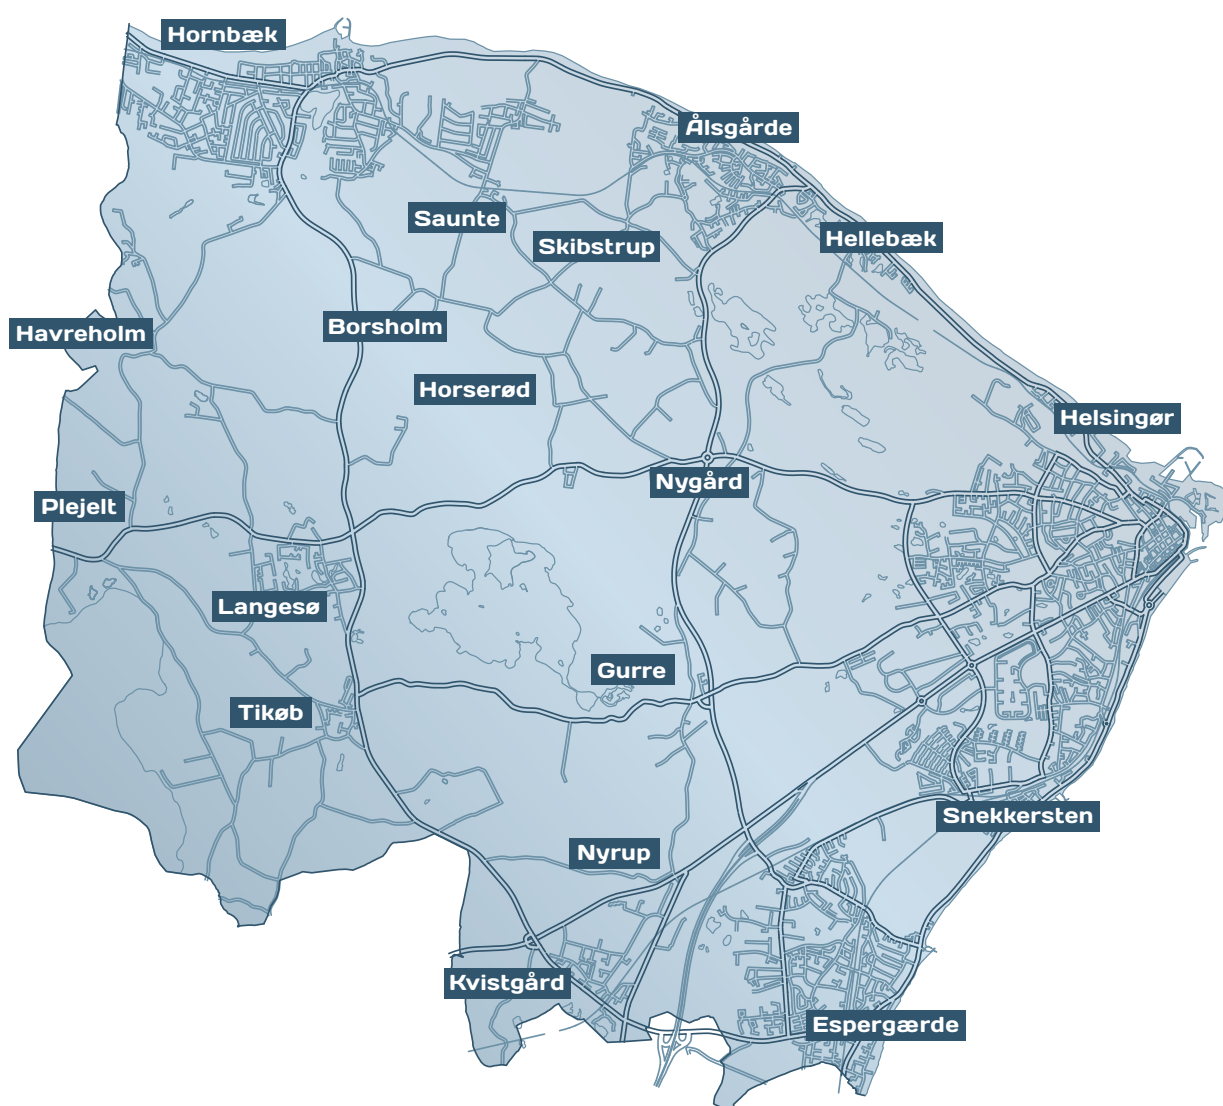 Hornbæk
Ålsgårde
Saunte
Skibstrup
Hellebæk
Havreholm
Borsholm
Horserød
Helsingør
Nygård
Plejelt
Langesø
Gurre
Tikøb
Snekkersten
Nyrup
Kvistgård
Espergærde